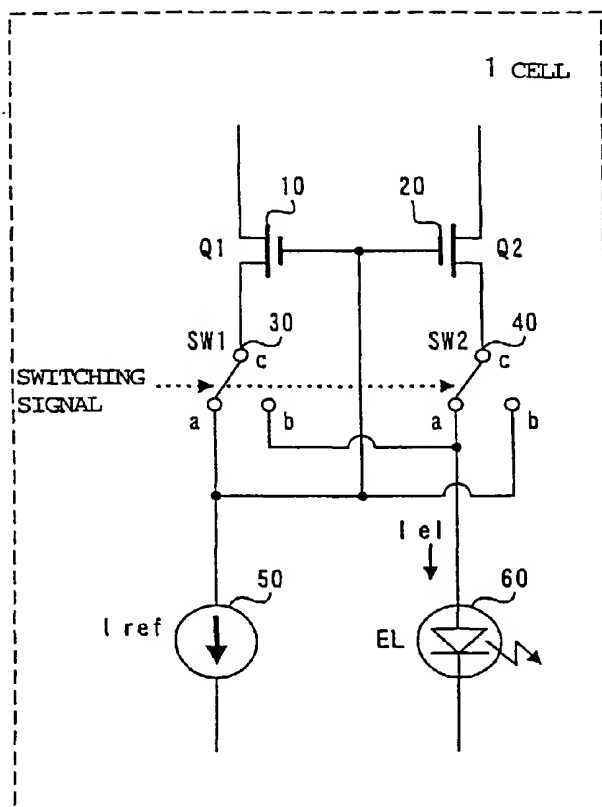 1 CELL
10
20
Q1
Q2
SW1
30
c
SW2
40
c
SWITCHING
SIGNAL
a
b
a
b
I el
50
60
I ref
EL